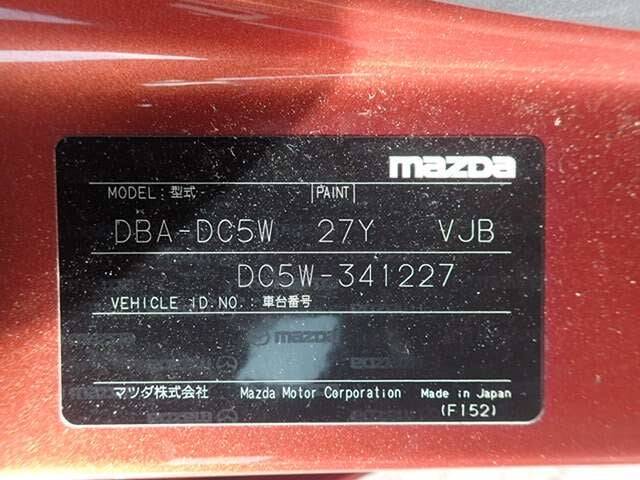 mazda
MODEL : 型式 PAINT
DBA-DC5W 27Y VJB
DC5W-341227
VEHICLE ID.NO. : 車台番号
mazda
マツダ株式会社 Mazda Motor Corporation Made in Japan
(F152)